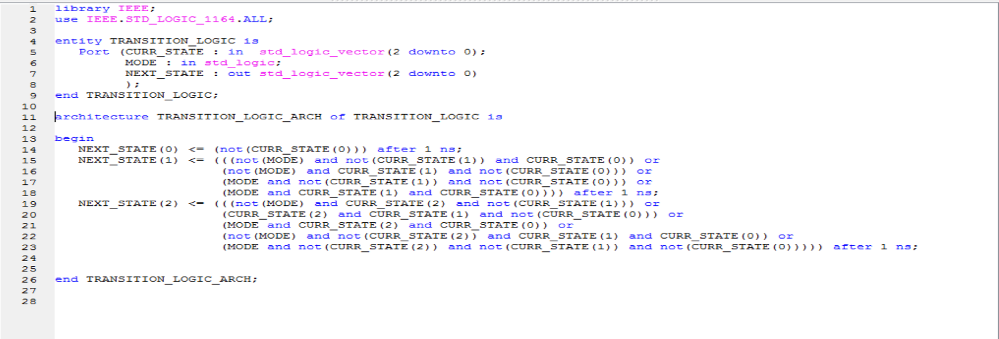 1 library IEEE;
2 use IEEE.STD_LOGIC_1164.ALL;
3
4 entity TRANSITION_LOGIC is
5 Port (CURR_STATE : in std_logic_vector(2 downto 0);
6 MODE : in std_logic;
7 NEXT_STATE : out std_logic_vector(2 downto 0)
8 );
9 end TRANSITION_LOGIC;
10
11 architecture TRANSITION_LOGIC_ARCH of TRANSITION_LOGIC is
12
13 begin
14 NEXT_STATE(0) <= (not(CURR_STATE(0))) after 1 ns;
15 NEXT_STATE(1) <= (((not(MODE) and not(CURR_STATE(1)) and CURR_STATE(0)) or
16 (not(MODE) and CURR_STATE(1) and not(CURR_STATE(0))) or
17 (MODE and not(CURR_STATE(1)) and not(CURR_STATE(0))) or
18 (MODE and CURR_STATE(1) and CURR_STATE(0)))) after 1 ns;
19 NEXT_STATE(2) <= (((not(MODE) and CURR_STATE(2) and not(CURR_STATE(1))) or
20 (CURR_STATE(2) and CURR_STATE(1) and not(CURR_STATE(0))) or
21 (MODE and CURR_STATE(2) and CURR_STATE(0)) or
22 (not(MODE) and not(CURR_STATE(2)) and CURR_STATE(1) and CURR_STATE(0)) or
23 (MODE and not(CURR_STATE(2)) and not(CURR_STATE(1)) and not(CURR_STATE(0))))) after 1 ns;
24
25
26 end TRANSITION_LOGIC_ARCH;
27
28